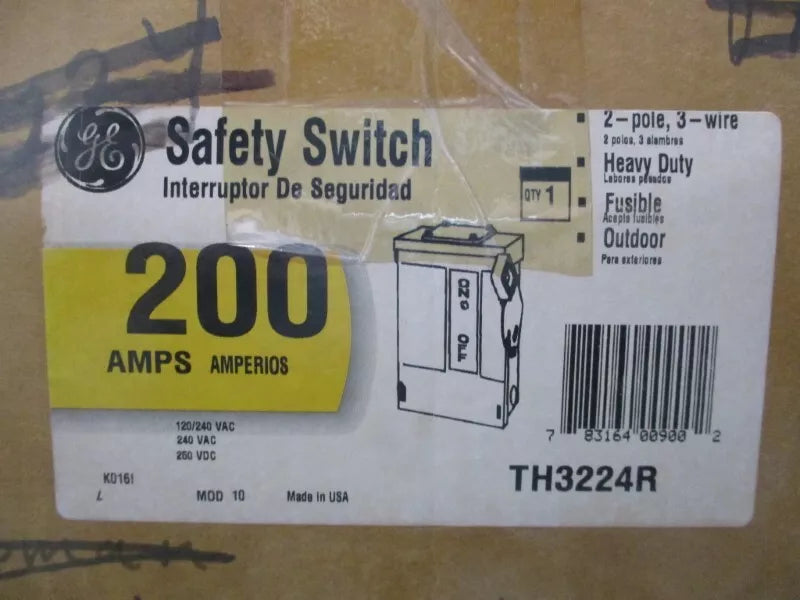 GE
Safety Switch
Interruptor De Seguridad
QTY 1
2-pole, 3-wire
2 polos, 3 alambres
Heavy Duty
Labores pesados
Fusible
Acepta fusibles
Outdoor
Para exteriores
200
AMPS AMPERIOS
ON
OFF
120/240 VAC
240 VAC
250 VDC
7 83164 00900 2
TH3224R
L
MOD 10
Made in USA